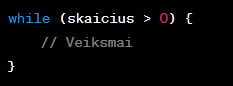 while (skaicius > 0) {
    // Veiksmai
}